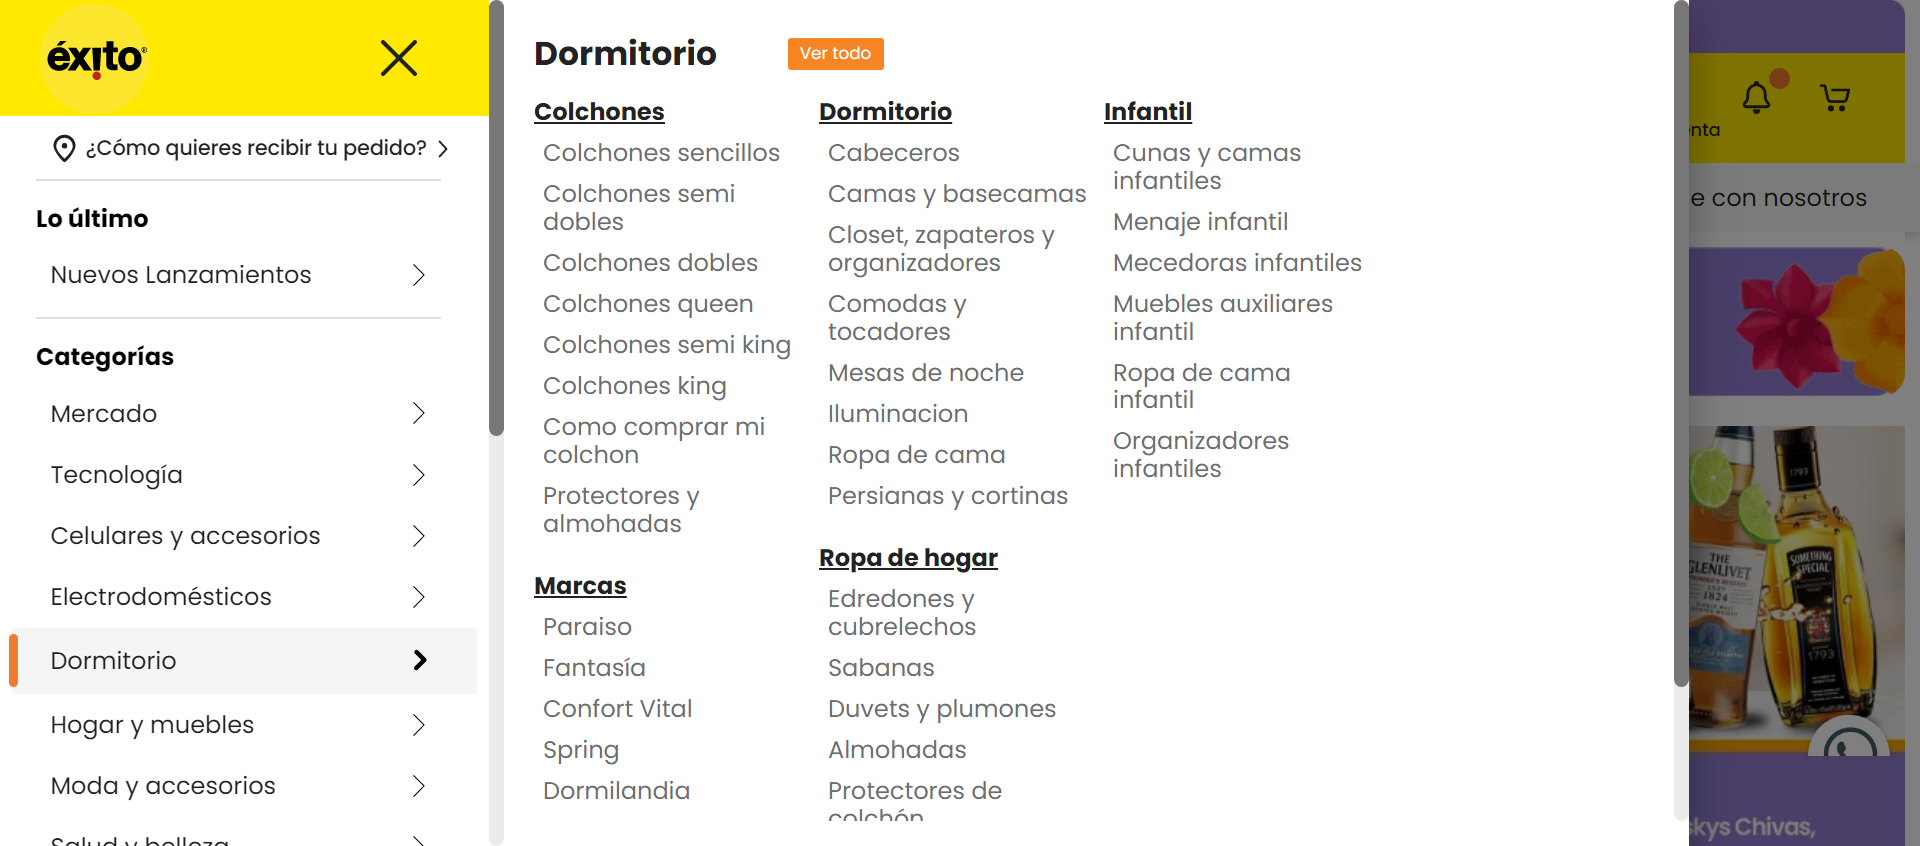 éxito®
¿Cómo quieres recibir tu pedido?
Lo último
Nuevos Lanzamientos
Categorías
Mercado
Tecnología
Celulares y accesorios
Electrodomésticos
Dormitorio
Hogar y muebles
Moda y accesorios
Salud y belleza
Dormitorio
Ver todo
Colchones
Colchones sencillos
Colchones semi
dobles
Colchones dobles
Colchones queen
Colchones semi king
Colchones king
Como comprar mi
colchon
Protectores y
almohadas
Marcas
Paraiso
Fantasía
Confort Vital
Spring
Dormilandia
Dormitorio
Cabeceros
Camas y basecamas
Closet, zapateros y
organizadores
Comodas y
tocadores
Mesas de noche
Iluminacion
Ropa de cama
Persianas y cortinas
Ropa de hogar
Edredones y
cubrelechos
Sabanas
Duvets y plumones
Almohadas
Protectores de
colchón
Infantil
Cunas y camas
infantiles
Menaje infantil
Mecedoras infantiles
Muebles auxiliares
infantil
Ropa de cama
infantil
Organizadores
infantiles
enta
e con nosotros
THE
GLENLIVET
1824
1793
SOMETHING
SPECIAL
1793
skys Chivas,